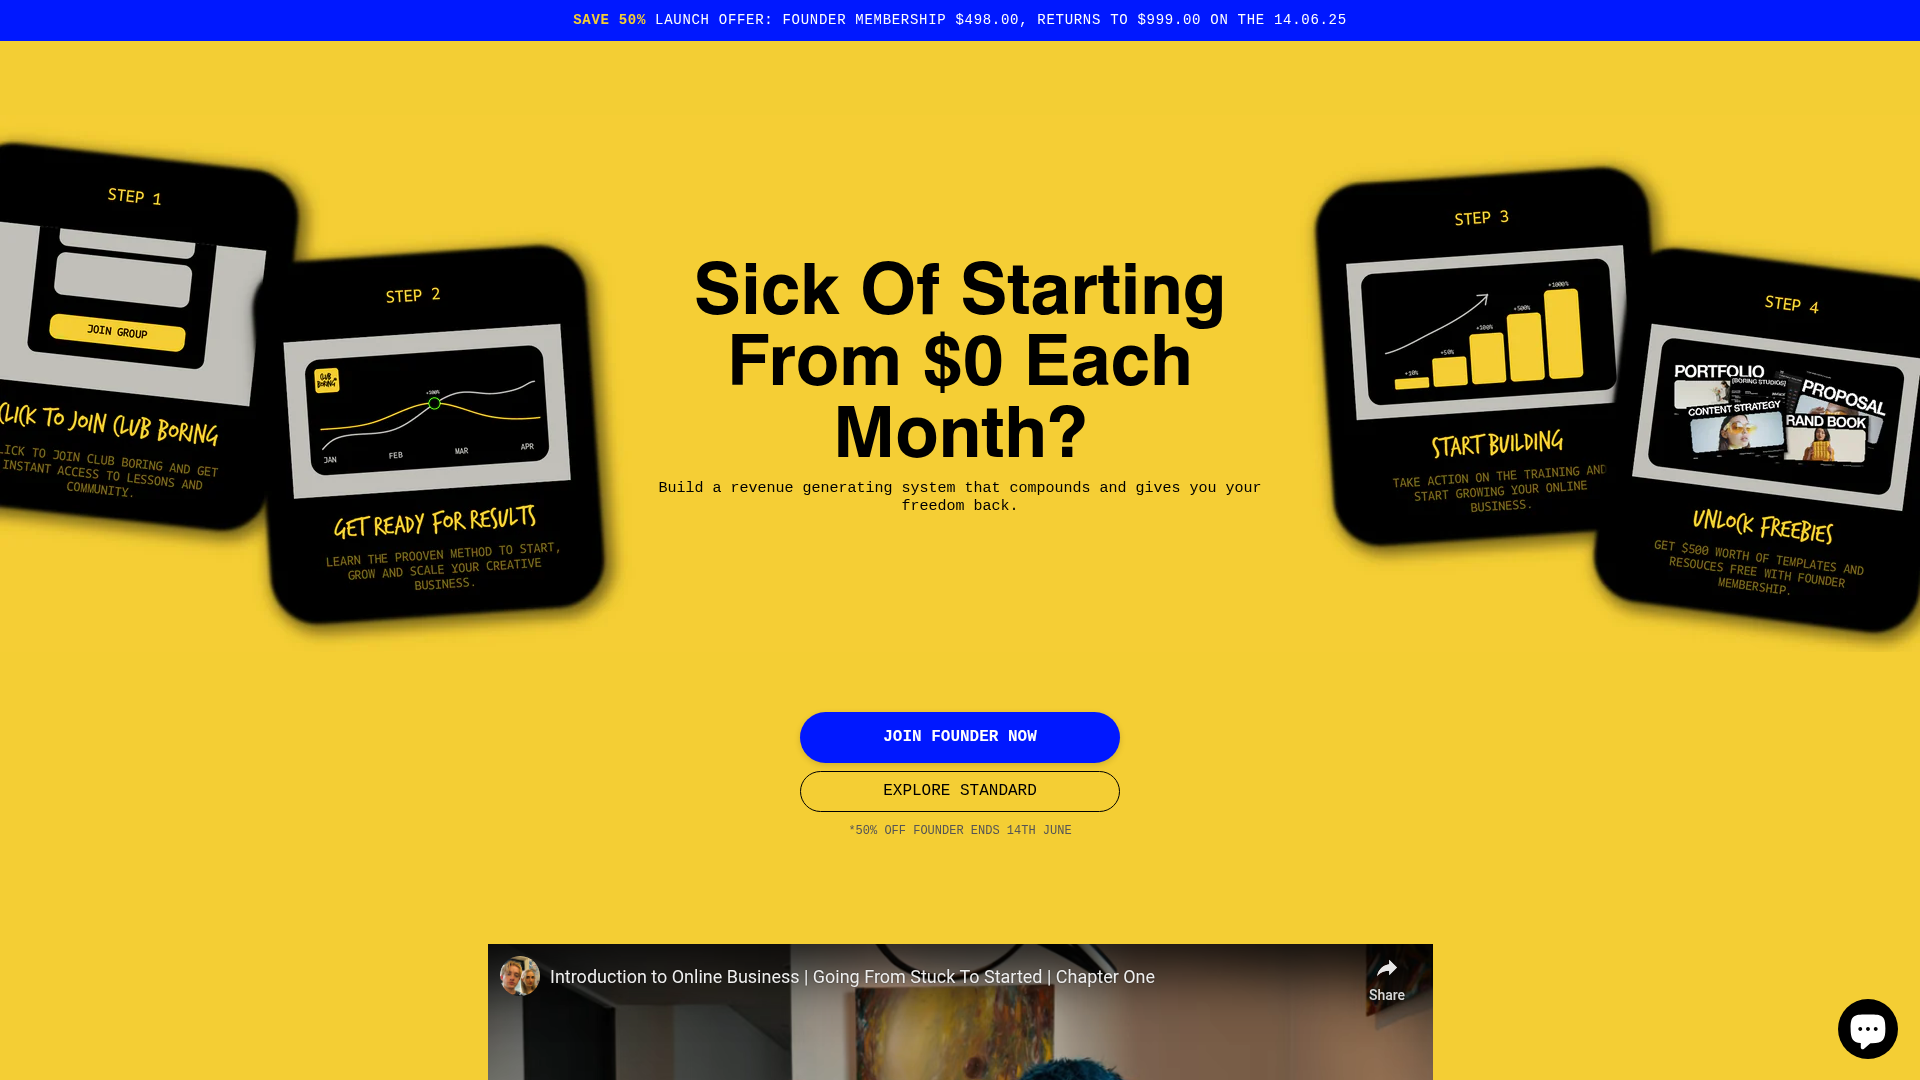 SAVE 50% LAUNCH OFFER: FOUNDER MEMBERSHIP $498.00, RETURNS TO $999.00 ON THE 14.06.25
STEP 1
JOIN GROUP
CLICK TO JOIN CLUB BORING
LICK TO JOIN CLUB BORING AND GET
INSTANT ACCESS TO LESSONS AND
COMMUNITY.
STEP 2
CLUB
BORING
+100%
JAN FEB MAR APR
GET READY FOR RESULTS
LEARN THE PROOVEN METHOD TO START,
GROW AND SCALE YOUR CREATIVE
BUSINESS.
Sick Of Starting
From $0 Each
Month?
Build a revenue generating system that compounds and gives you your
freedom back.
STEP 3
+10% +50% +100% +500% +1000%
START BUILDING
TAKE ACTION ON THE TRAINING AND
START GROWING YOUR ONLINE
BUSINESS.
STEP 4
PORTFOLIO
[BORING STUDIOS]
PROPOSAL
CONTENT STRATEGY
RAND BOOK
UNLOCK FREEBIES
GET $500 WORTH OF TEMPLATES AND
RESOUCES FREE WITH FOUNDER
MEMBERSHIP.
JOIN FOUNDER NOW
EXPLORE STANDARD
*50% OFF FOUNDER ENDS 14TH JUNE
Introduction to Online Business | Going From Stuck To Started | Chapter One
Share